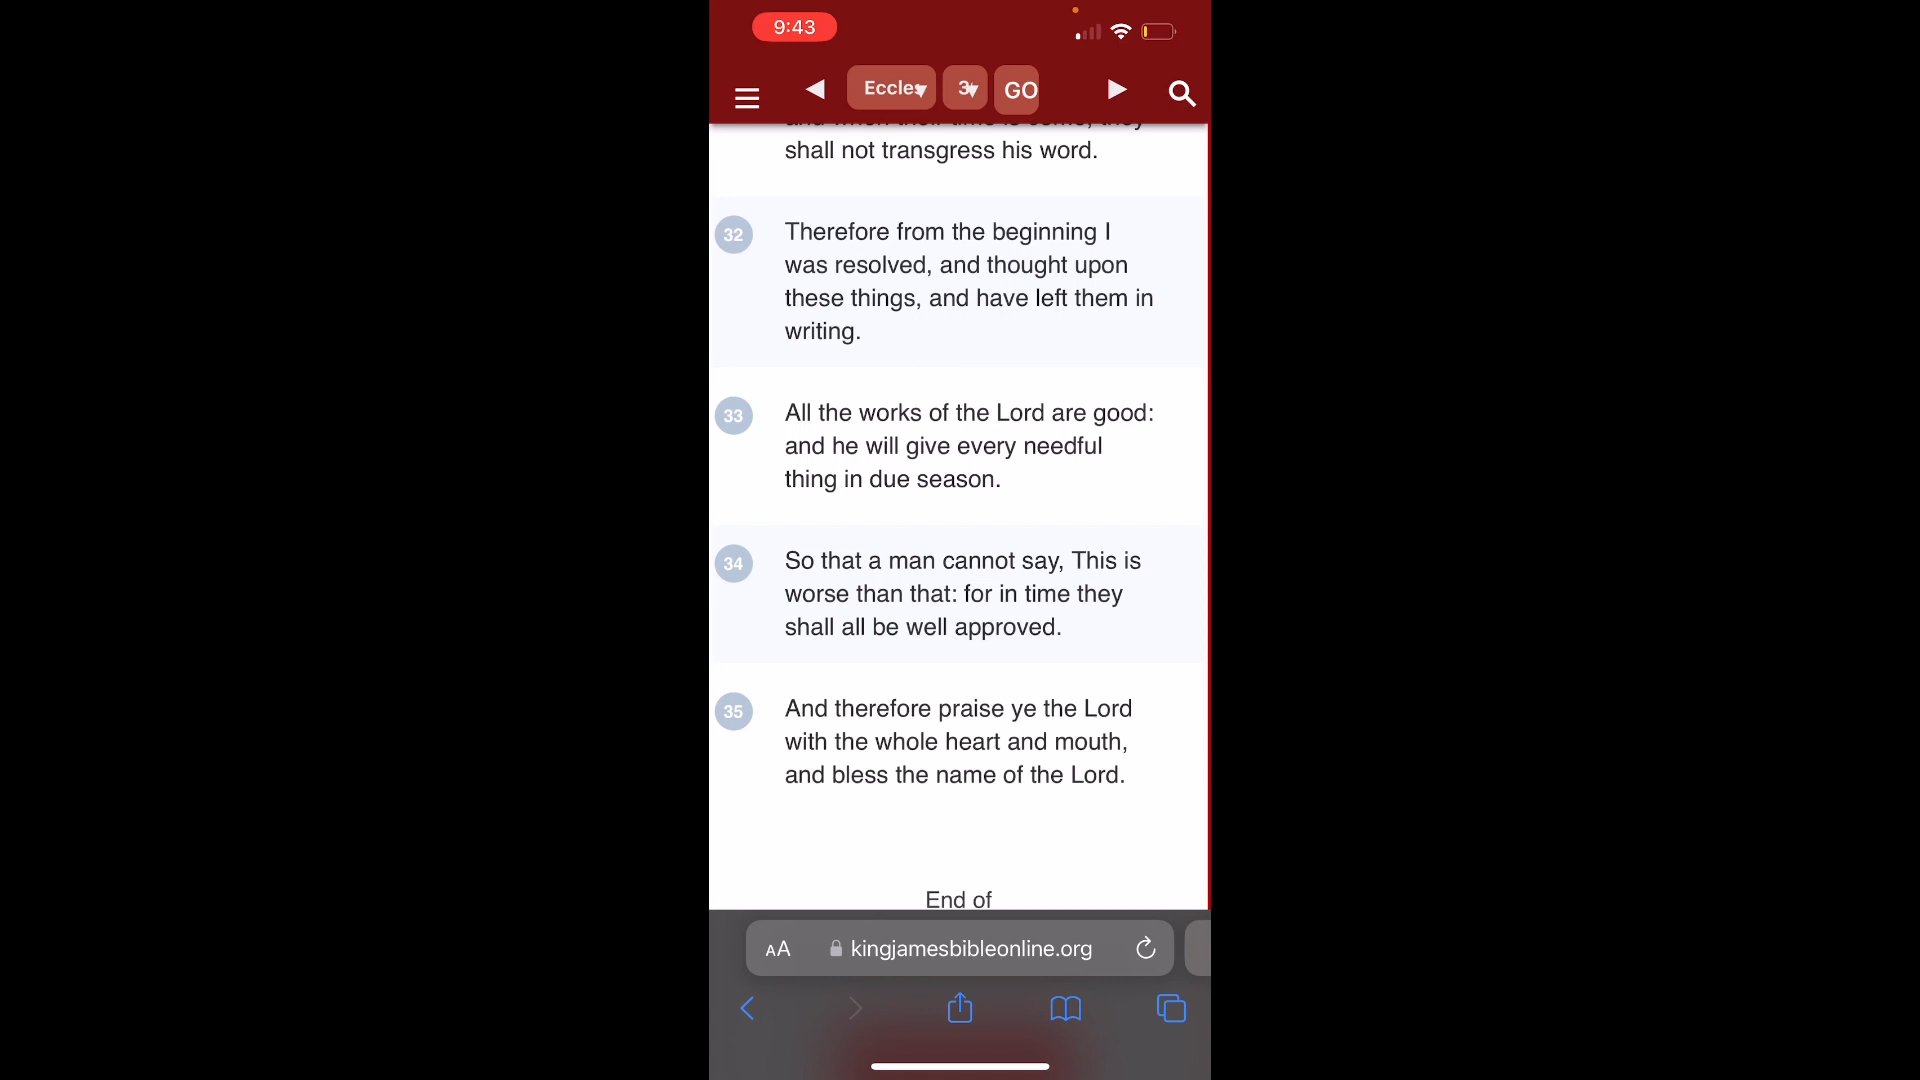 9:43
Eccles
3
GO
shall not transgress his word.
32
Therefore from the beginning I
was resolved, and thought upon
these things, and have left them in
writing.
33
All the works of the Lord are good:
and he will give every needful
thing in due season.
34
So that a man cannot say, This is
worse than that: for in time they
shall all be well approved.
35
And therefore praise ye the Lord
with the whole heart and mouth,
and bless the name of the Lord.
End of
AA
kingjamesbibleonline.org